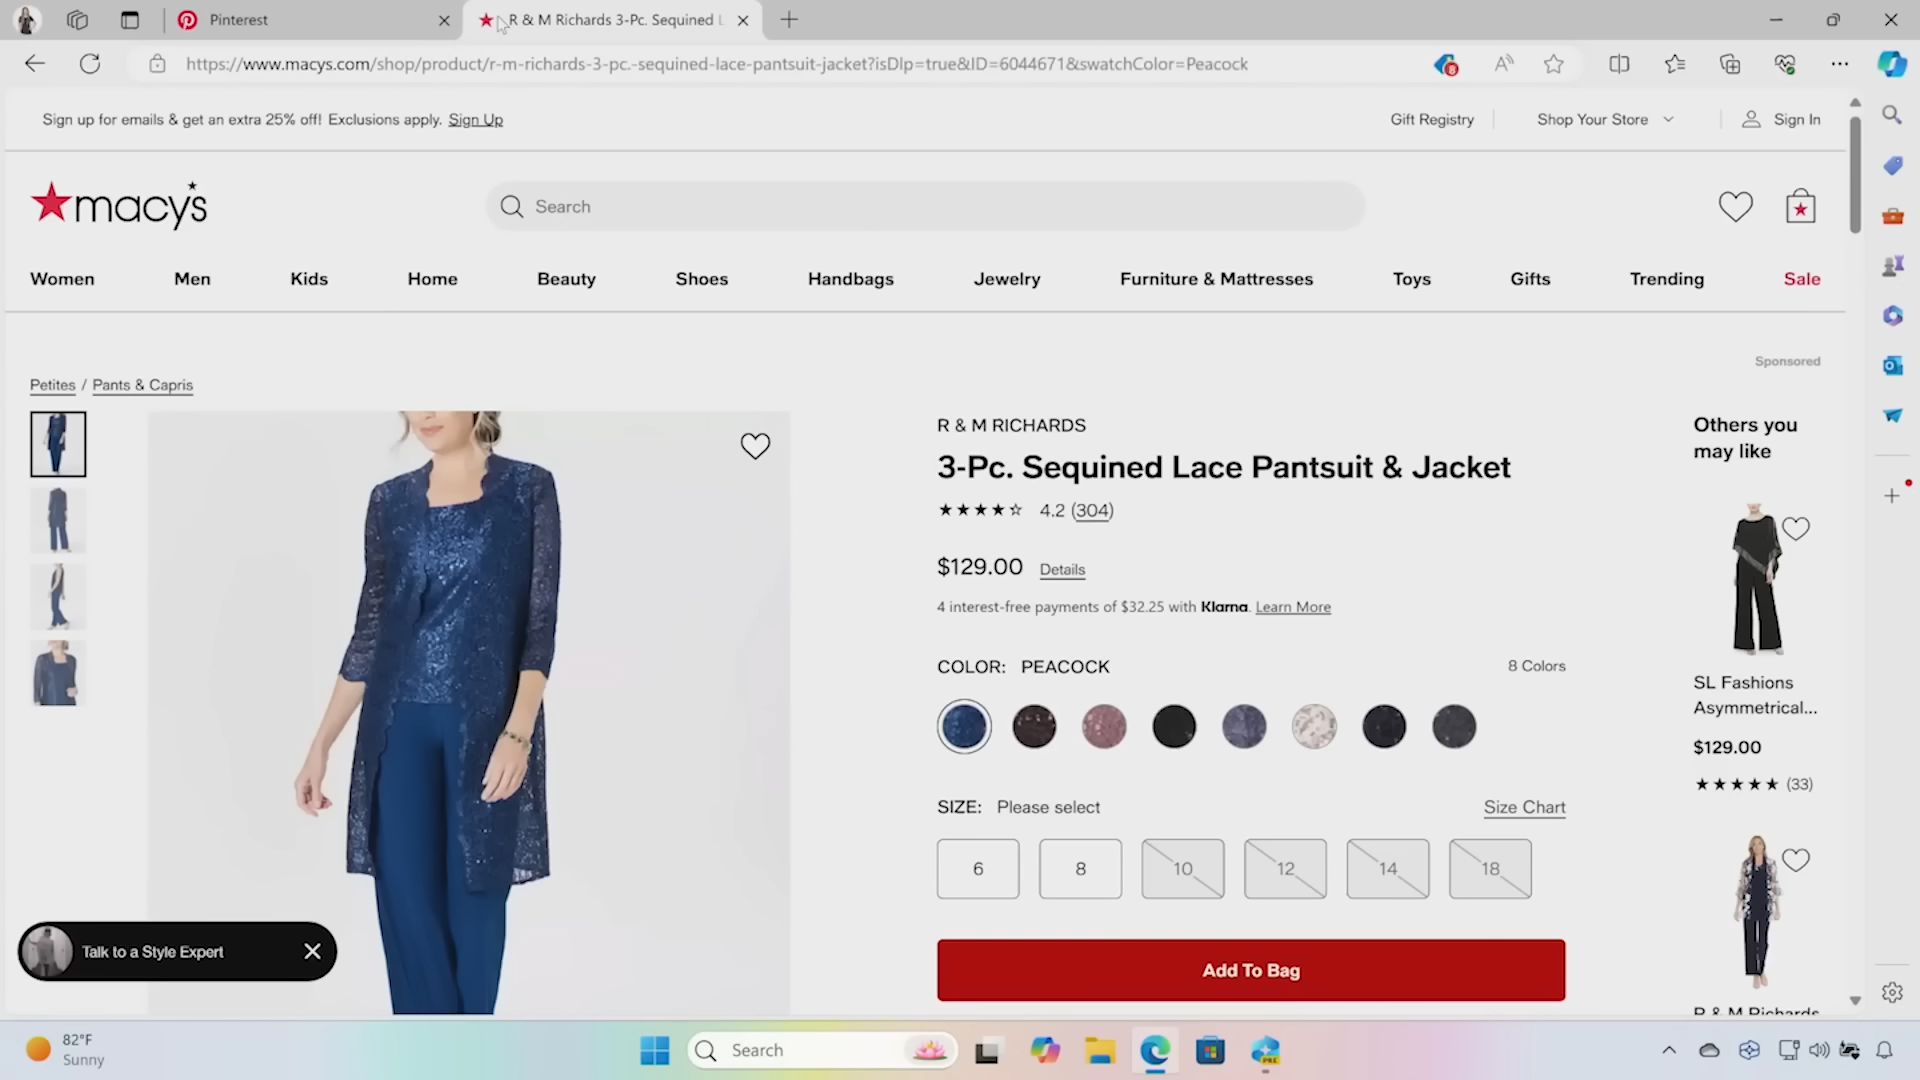 Pinterest
R & M Richards 3-Pc. Sequined L
https://www.macys.com/shop/product/r-m-richards-3-pc.-sequined-lace-pantsuit-jacket?isDlp=true&ID=6044671&swatchColor=Peacock
8
Sign up for emails & get an extra 25% off! Exclusions apply. Sign Up
Gift Registry
Shop Your Store
Sign In
macy's
Search
Women
Men
Kids
Home
Beauty
Shoes
Handbags
Jewelry
Furniture & Mattresses
Toys
Gifts
Trending
Sale
Sponsored
Petites / Pants & Capris
R & M RICHARDS
3-Pc. Sequined Lace Pantsuit & Jacket
4.2 (304)
$129.00 Details
4 interest-free payments of $32.25 with Klarna. Learn More
COLOR: PEACOCK
8 Colors
SIZE: Please select
Size Chart
6
8
10
12
14
18
Add To Bag
Others you
may like
SL Fashions
Asymmetrical...
$129.00
(33)
R & M Richards
Talk to a Style Expert
82°F
Sunny
Search
PRE